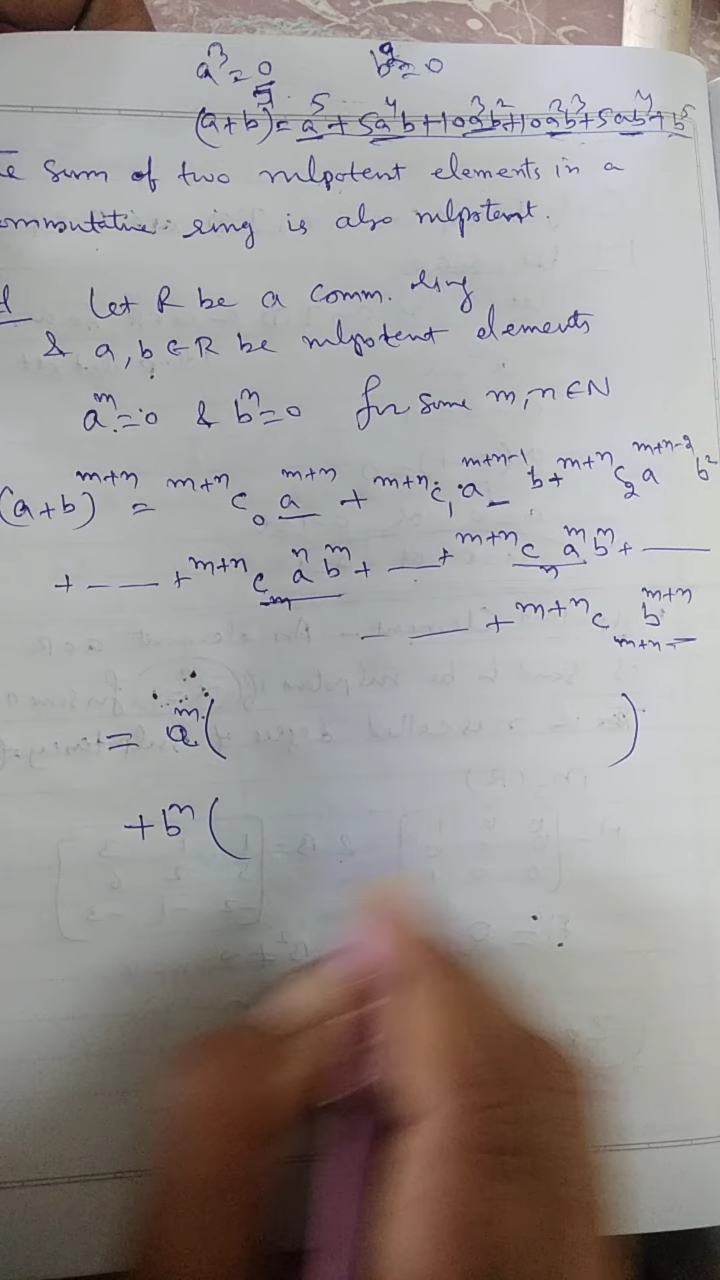 a³=0 b²=0
(a+b)⁵ = a⁵ + 5a⁴b + 10a³b² + 10a²b³ + 5ab⁴ + b⁵
e Sum of two nilpotent elements in a
ommutative ring is also nilpotent.
Let R be a Comm. ring
& a, b ∈ R be nilpotent elements
aᵐ = 0 & bⁿ = 0 for some m, n ∈ N
(a+b)ᵐ⁺ⁿ = ᵐ⁺ⁿC₀ aᵐ⁺ⁿ + ᵐ⁺ⁿC₁ aᵐ⁺ⁿ⁻¹ b + ᵐ⁺ⁿC₂ aᵐ⁺ⁿ⁻² b²
+ --- + ᵐ⁺ⁿCₘ aⁿ bᵐ + --- + ᵐ⁺ⁿCₙ aᵐ bⁿ + ---
--- + ᵐ⁺ⁿCₘ₊ₙ bᵐ⁺ⁿ
= aᵐ( )
+ bⁿ(